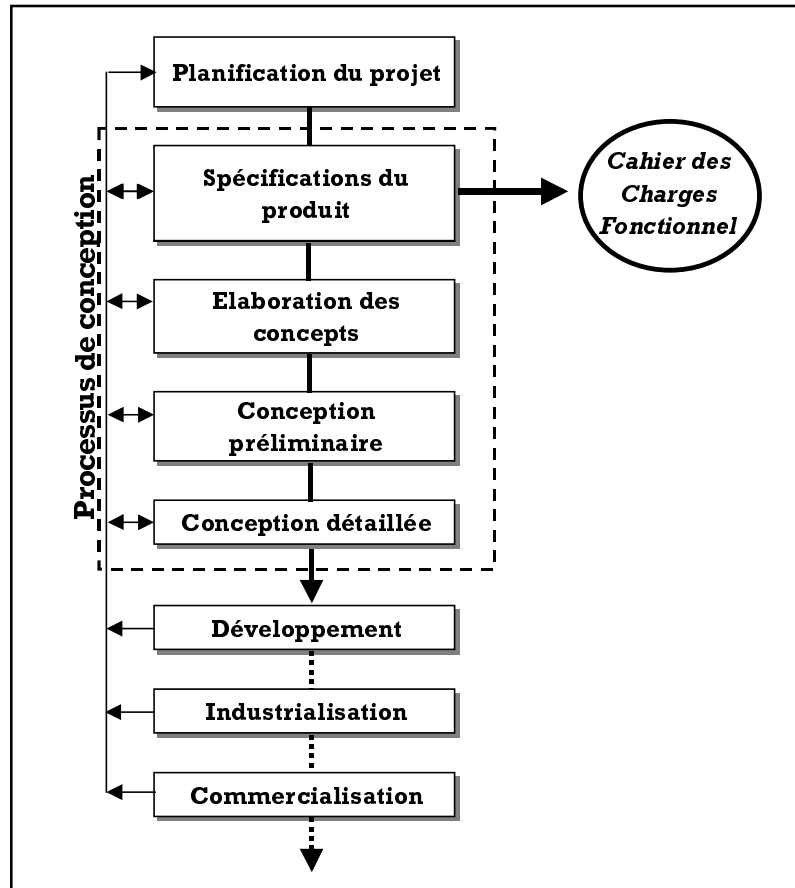 Planification du projet
Spécifications du
produit
Cahier des
Charges
Fonctionnel
Processus de conception
Elaboration des
concepts
Conception
préliminaire
Conception détaillée
Développement
Industrialisation
Commercialisation